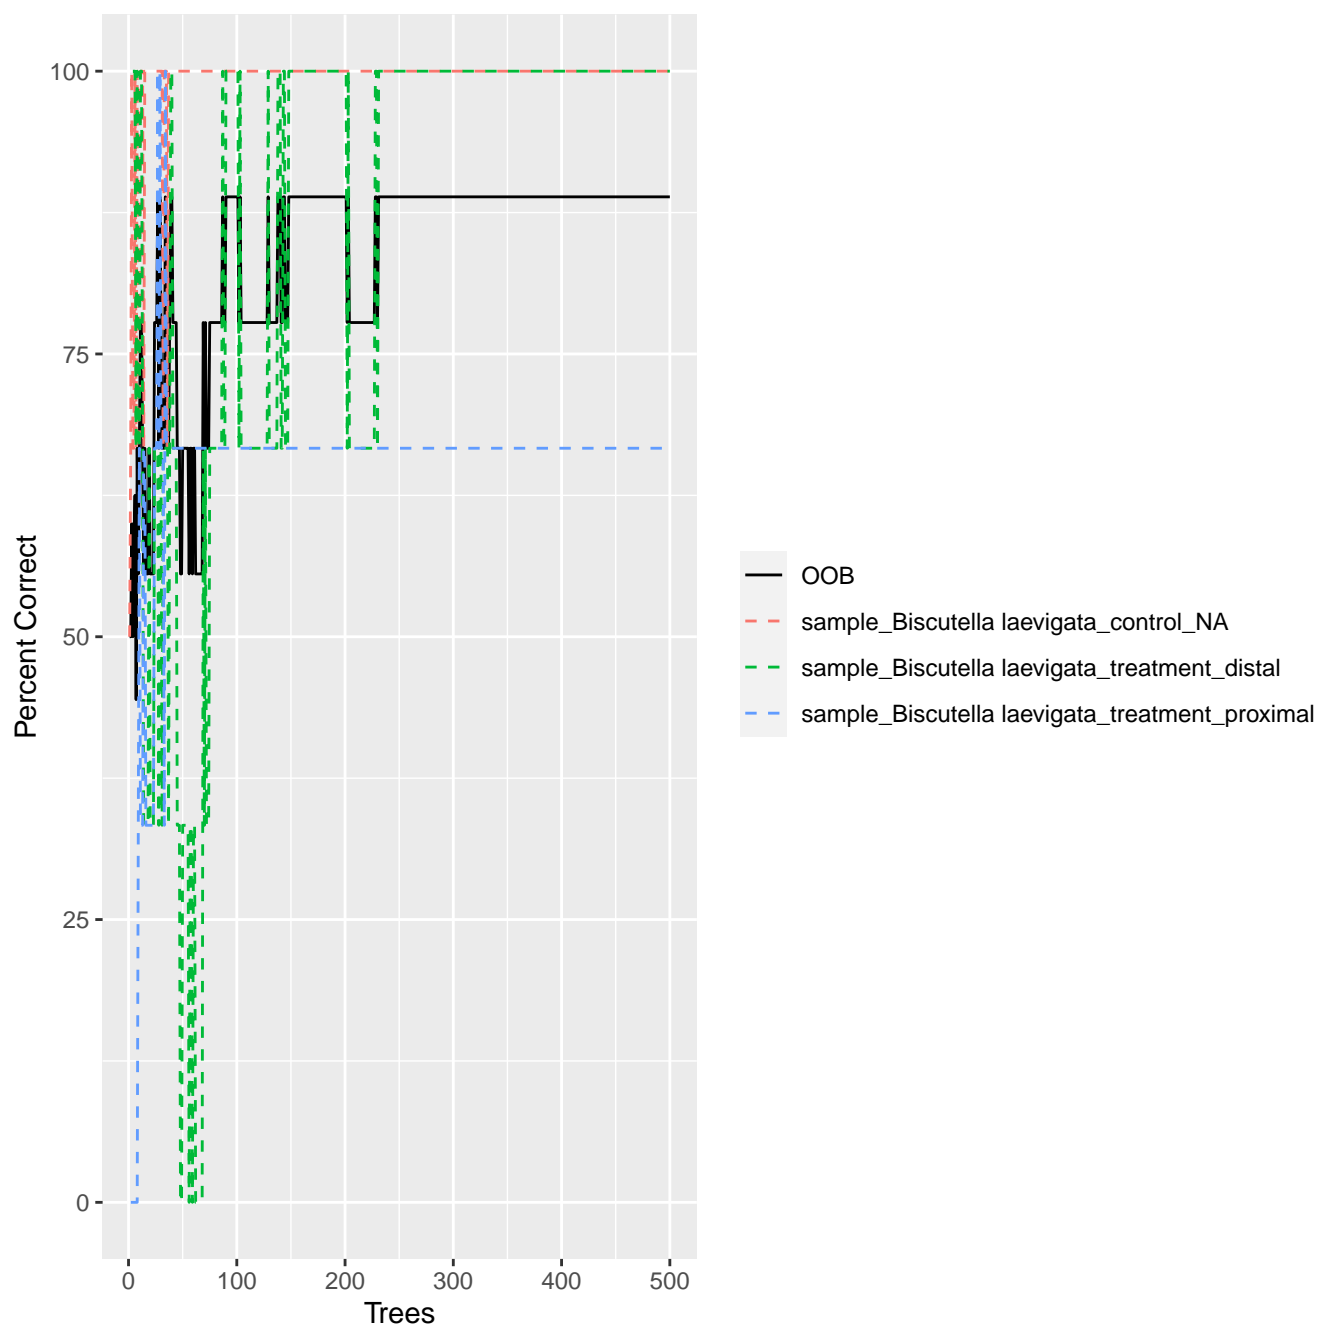 100
75
50
25
0
Percent Correct
0 100 200 300 400 500
Trees
OOB
sample_Biscutella laevigata_control_NA
sample_Biscutella laevigata_treatment_distal
sample_Biscutella laevigata_treatment_proximal